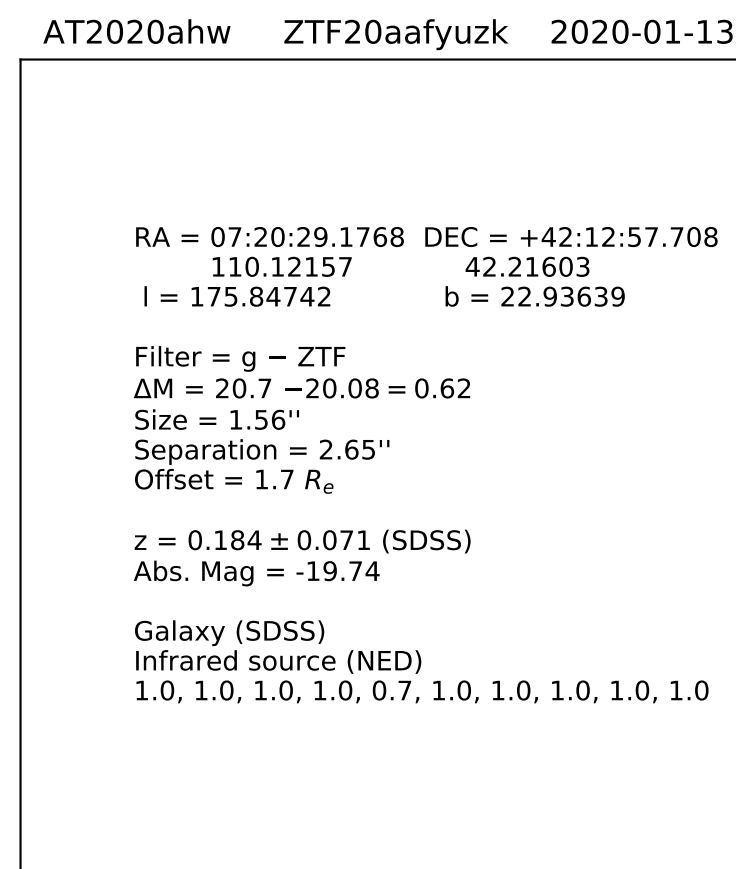 AT2020ahw ZTF20aafyuzk 2020-01-13
RA = 07:20:29.1768 DEC = +42:12:57.708
110.12157 42.21603
l = 175.84742 b = 22.93639
Filter = g − ZTF
ΔM = 20.7 −20.08 = 0.62
Size = 1.56''
Separation = 2.65''
Offset = 1.7 Re
z = 0.184 ± 0.071 (SDSS)
Abs. Mag = -19.74
Galaxy (SDSS)
Infrared source (NED)
1.0, 1.0, 1.0, 1.0, 0.7, 1.0, 1.0, 1.0, 1.0, 1.0